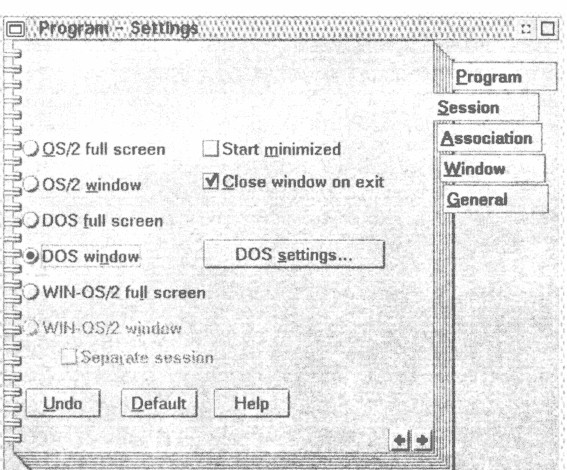 Program - Settings
Program
Session
Association
Window
General
OS/2 full screen
Start minimized
OS/2 window
Close window on exit
DOS full screen
DOS window
DOS settings...
WIN-OS/2 full screen
WIN-OS/2 window
Separate session
Undo
Default
Help